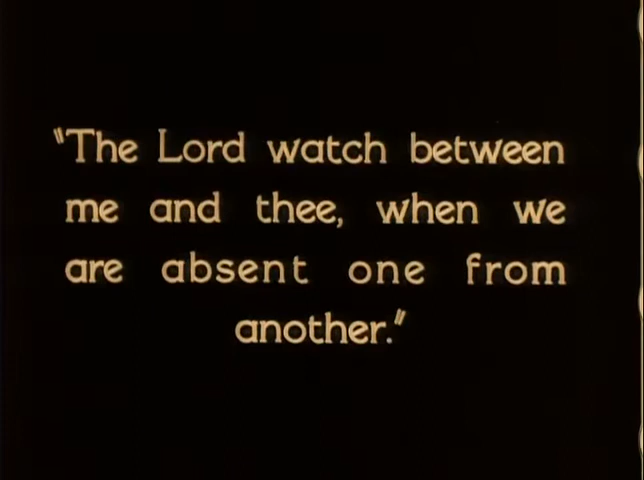 "The Lord watch between
me and thee, when we
are absent one from
another."